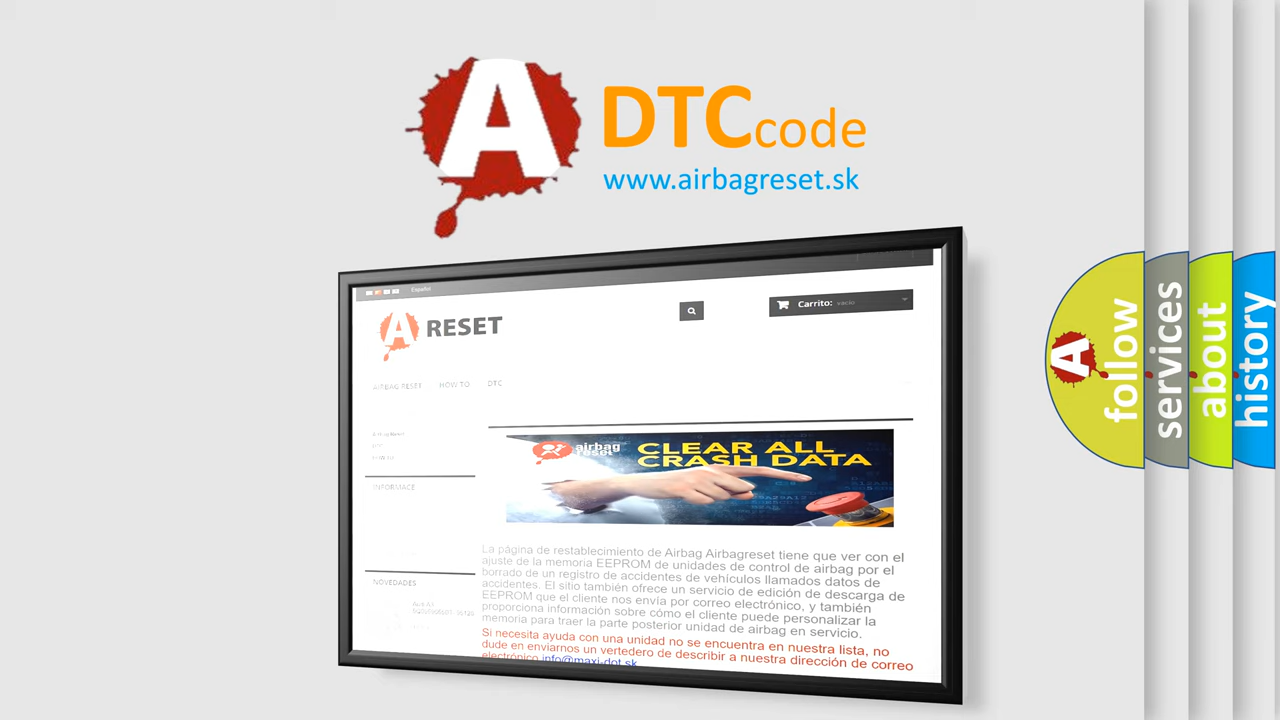 A
DTCcode
www.airbagreset.sk
Español
Carrito: vacío
A RESET
AIRBAG RESET
HOW TO
DTC
CLEAR ALL
CRASH DATA
airbag
reset
INFORMACE
La página de restablecimiento de Airbag Airbagreset tiene que ver con el
ajuste de la memoria EEPROM de unidades de control de airbag por el
borrado de un registro de accidentes de vehículos llamados datos de
accidentes. El sitio también ofrece un servicio de edición de descarga de
EEPROM que el cliente nos envía por correo electrónico, y también
proporciona información sobre cómo el cliente puede personalizar la
memoria para traer la parte posterior unidad de airbag en servicio.
NOVEDADES
Si necesita ayuda con una unidad no se encuentra en nuestra lista, no
dude en enviarnos un vertedero de describir a nuestra dirección de correo
electrónico info@maxi-dot.sk
A
follow
services
about
history